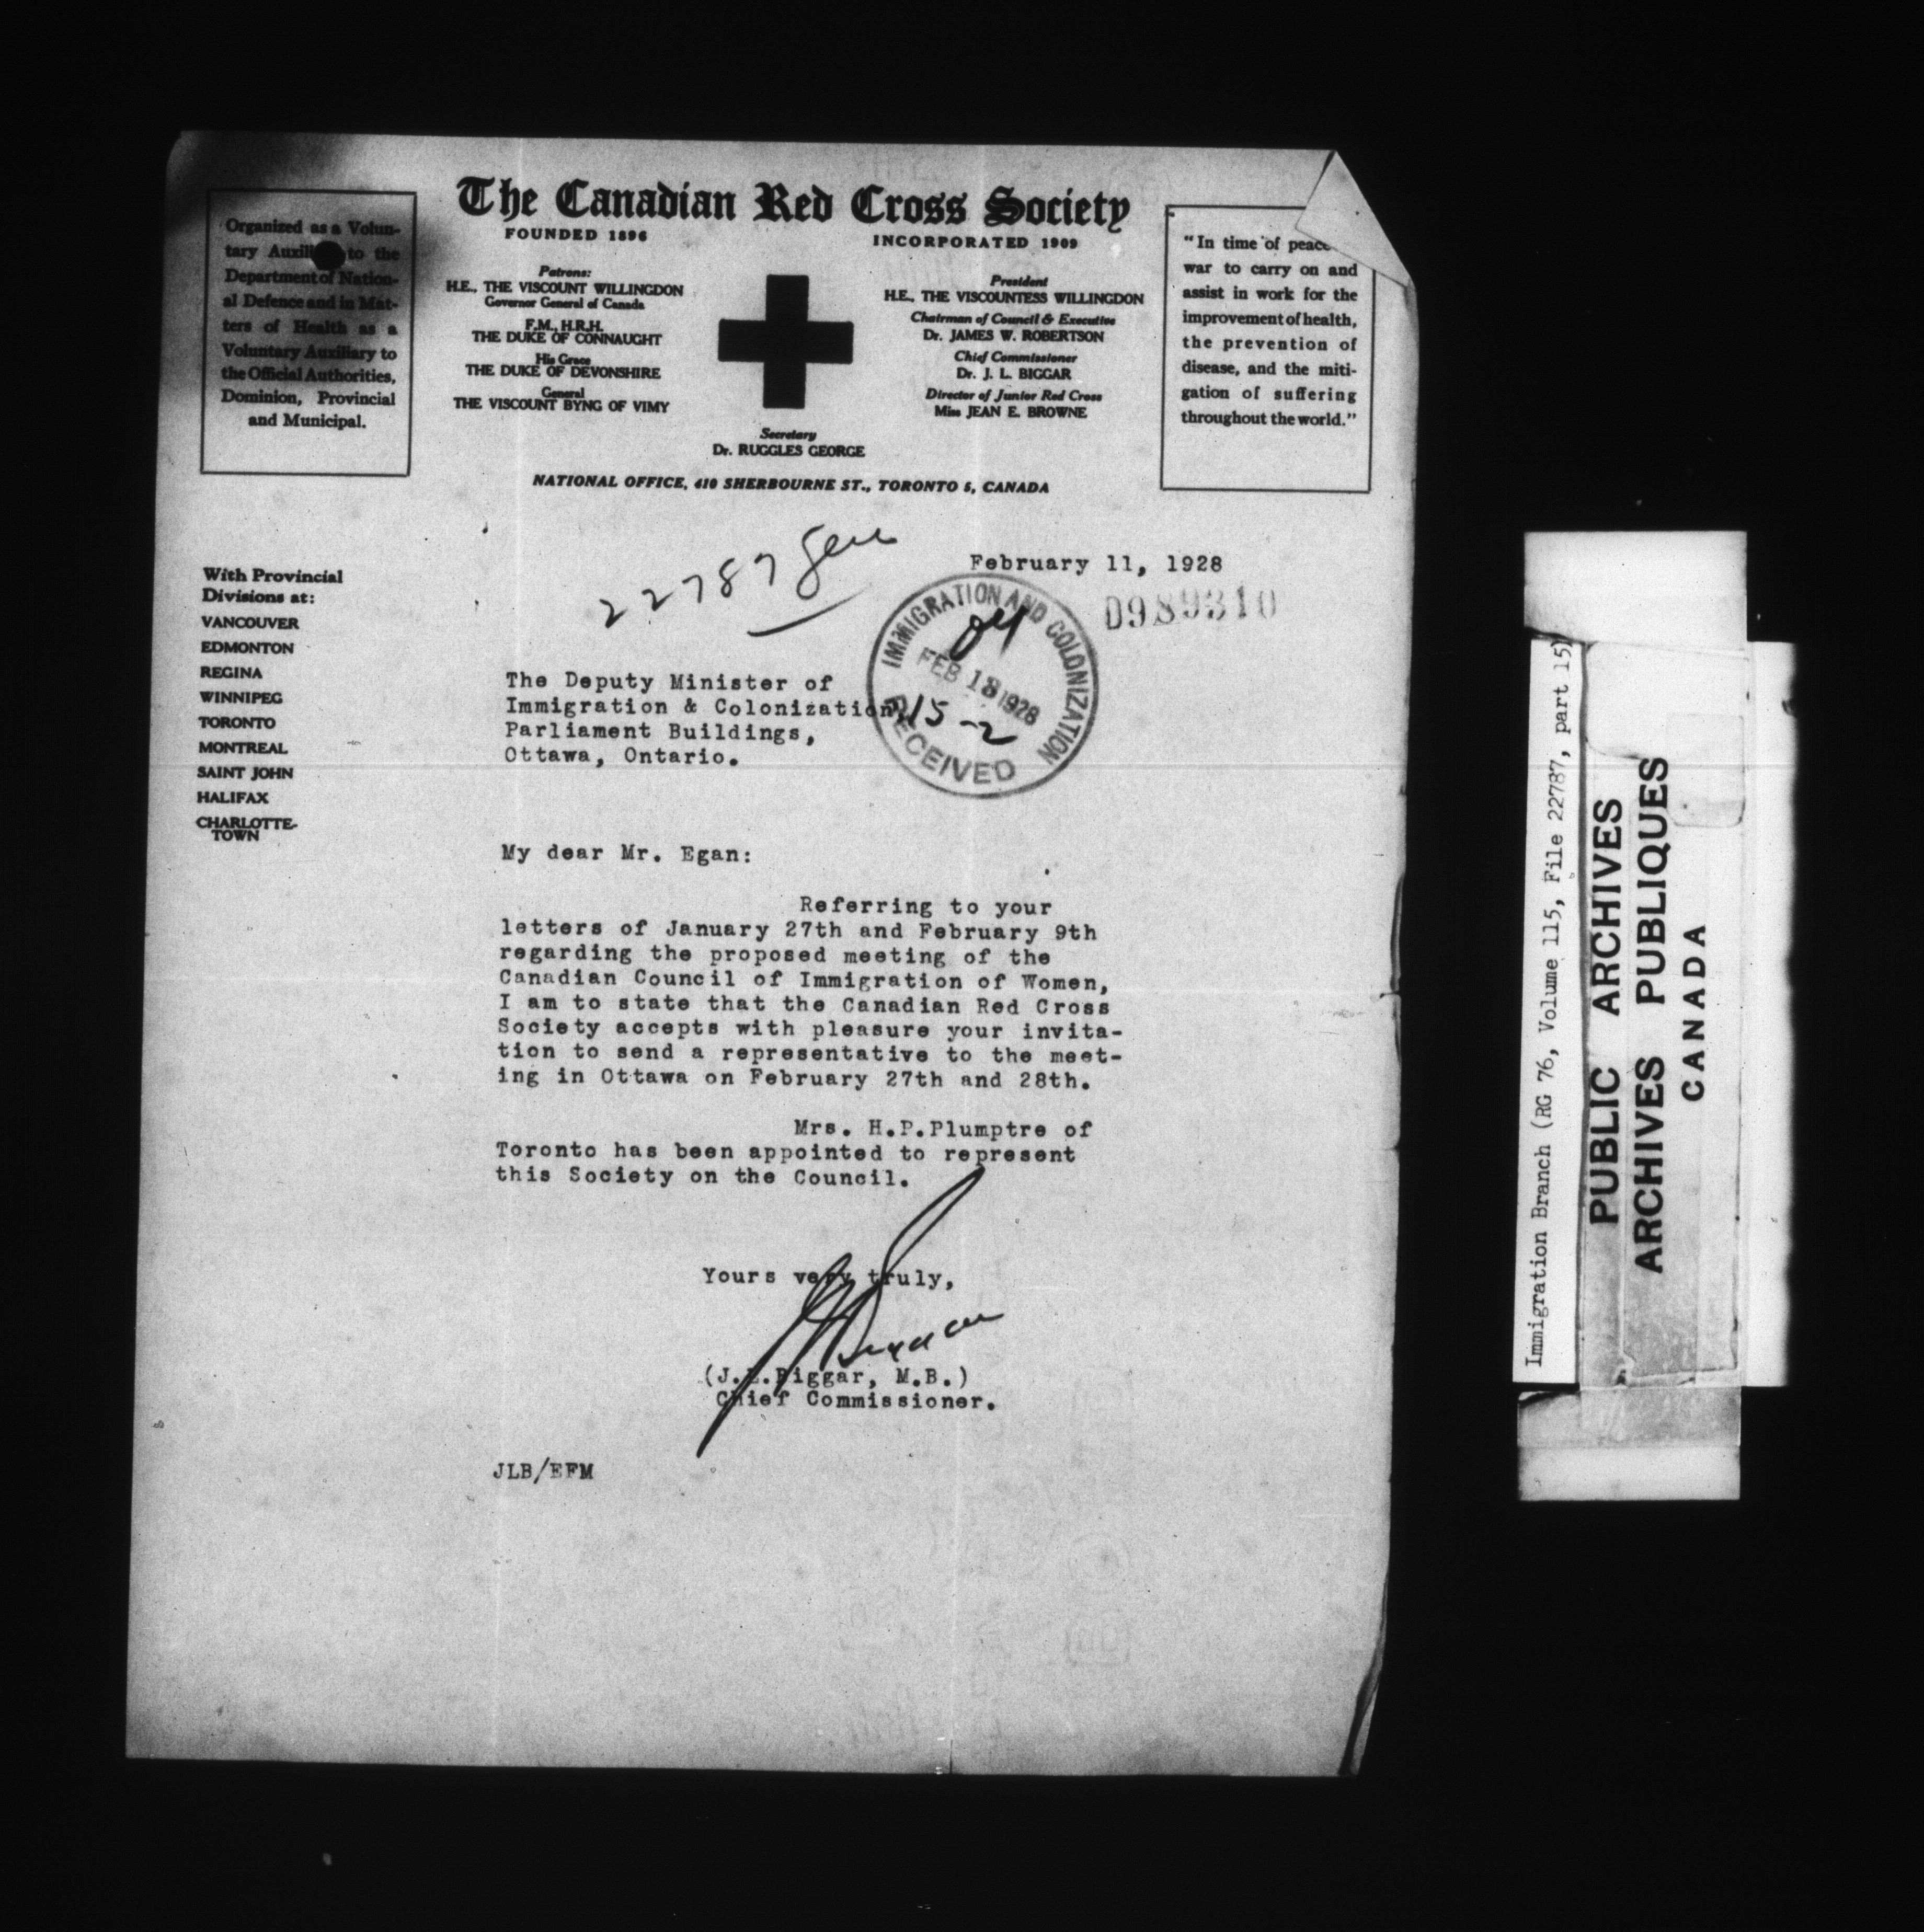 The Canadian Red Cross Society
FOUNDED 1896
INCORPORATED 1909
Organized as a Volun-
tary Auxili to the
Department of Nation-
al Defence and in Mat-
ters of Health as a
Voluntary Auxiliary to
the Official Authorities,
Dominion, Provincial
and Municipal.
Patrons:
H.E., THE VISCOUNT WILLINGDON
Governor General of Canada
F.M., H.R.H.
THE DUKE OF CONNAUGHT
His Grace
THE DUKE OF DEVONSHIRE
General
THE VISCOUNT BYNG OF VIMY
President
H.E., THE VISCOUNTESS WILLINGDON
Chairman of Council & Executive
Dr. JAMES W. ROBERTSON
Chief Commissioner
Dr. J. L. BIGGAR
Director of Junior Red Cross
Miss JEAN E. BROWNE
Secretary
Dr. RUGGLES GEORGE
NATIONAL OFFICE, 410 SHERBOURNE ST., TORONTO 5, CANADA
"In time of peace
war to carry on and
assist in work for the
improvement of health,
the prevention of
disease, and the miti-
gation of suffering
throughout the world."
With Provincial
Divisions at:
VANCOUVER
EDMONTON
REGINA
WINNIPEG
TORONTO
MONTREAL
SAINT JOHN
HALIFAX
CHARLOTTE-
TOWN
22787 Gen
February 11, 1928
D989310
IMMIGRATION AND COLONIZATION
FEB 18 1928
15-2
RECEIVED
The Deputy Minister of
Immigration & Colonization,
Parliament Buildings,
Ottawa, Ontario.
My dear Mr. Egan:
Referring to your
letters of January 27th and February 9th
regarding the proposed meeting of the
Canadian Council of Immigration of Women,
I am to state that the Canadian Red Cross
Society accepts with pleasure your invita-
tion to send a representative to the meet-
ing in Ottawa on February 27th and 28th.
Mrs. H.P.Plumptre of
Toronto has been appointed to represent
this Society on the Council.
Yours very truly,
(J.L.Biggar, M.B.)
Chief Commissioner.
JLB/EFM
Immigration Branch (RG 76, Volume 115, File 22787, part 15)
PUBLIC ARCHIVES
ARCHIVES PUBLIQUES
CANADA